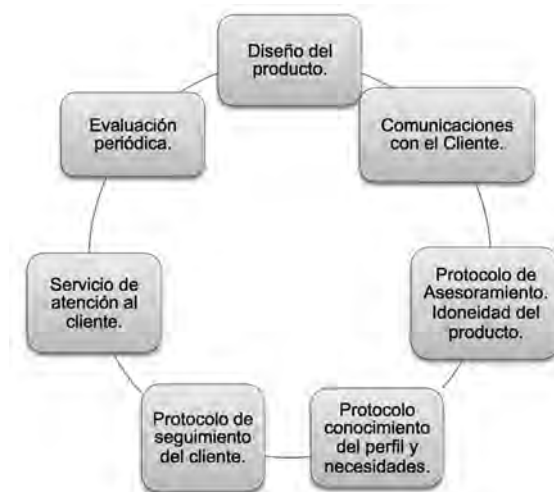 Diseño del
producto.
Comunicaciones
con el Cliente.
Protocolo de
Asesoramiento.
Idoneidad del
producto.
Protocolo
conocimiento
del perfil y
necesidades.
Protocolo de
seguimiento
del cliente.
Servicio de
atención al
cliente.
Evaluación
periódica.